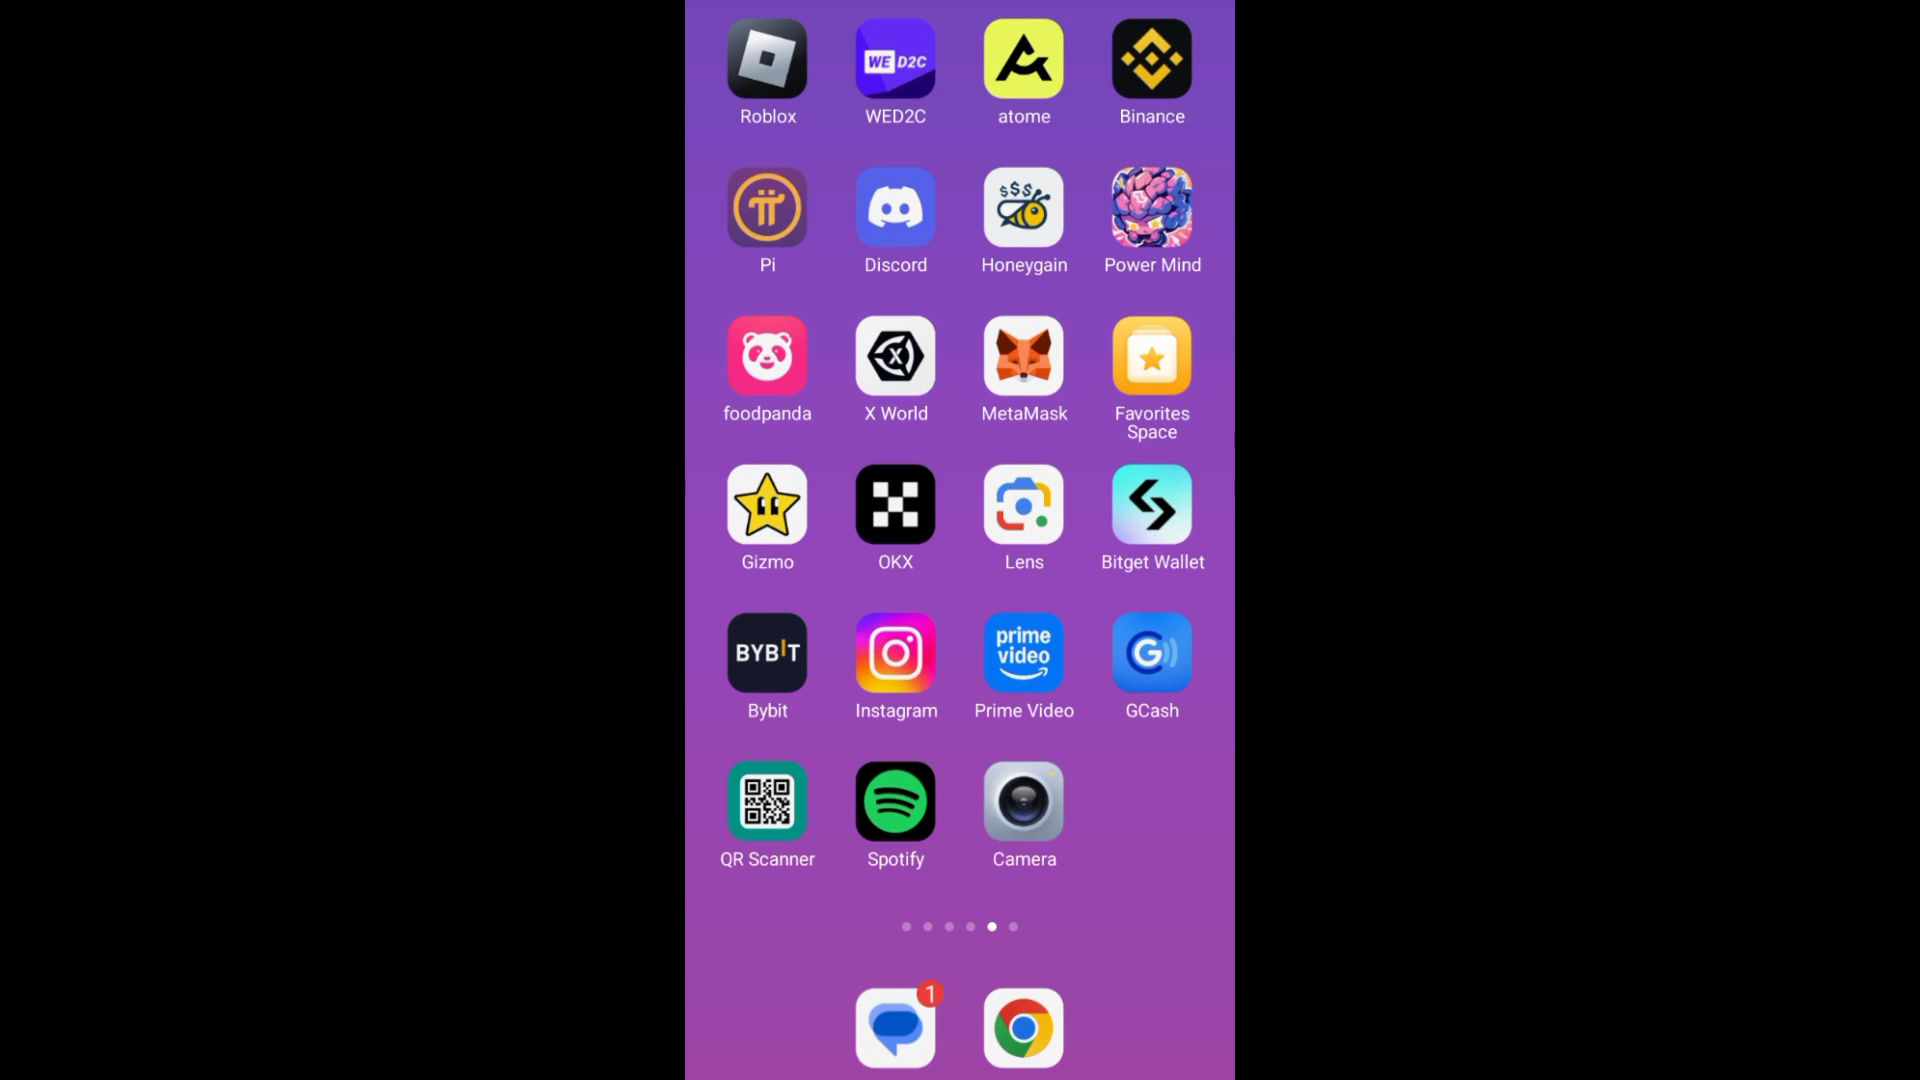 WE D2C
Roblox WED2C atome Binance
$$$
Pi Discord Honeygain Power Mind
X
foodpanda X World MetaMask Favorites
Space
Gizmo OKX Lens Bitget Wallet
BYBIT prime
video G
Bybit Instagram Prime Video GCash
QR Scanner Spotify Camera
1